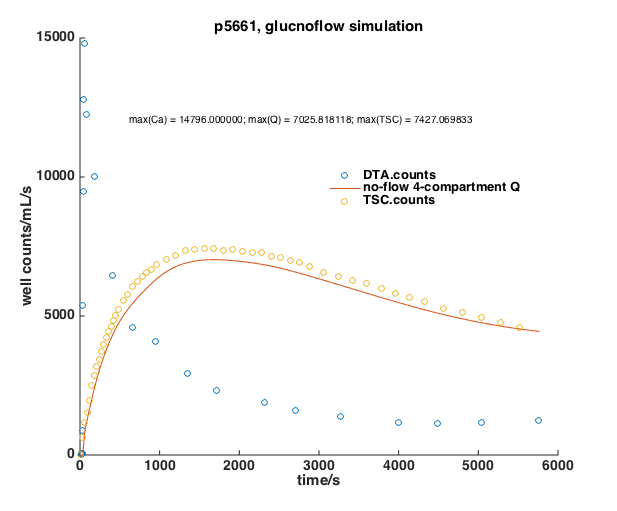 p5661, glucnoflow simulation
15000
max(Ca) = 14796.000000; max(Q) = 7025.818118; max(TSC) = 7427.069833
10000
DTA.counts
no-flow 4-compartment Q
TSC.counts
well counts/mL/s
5000
0
0 1000 2000 3000 4000 5000 6000
time/s